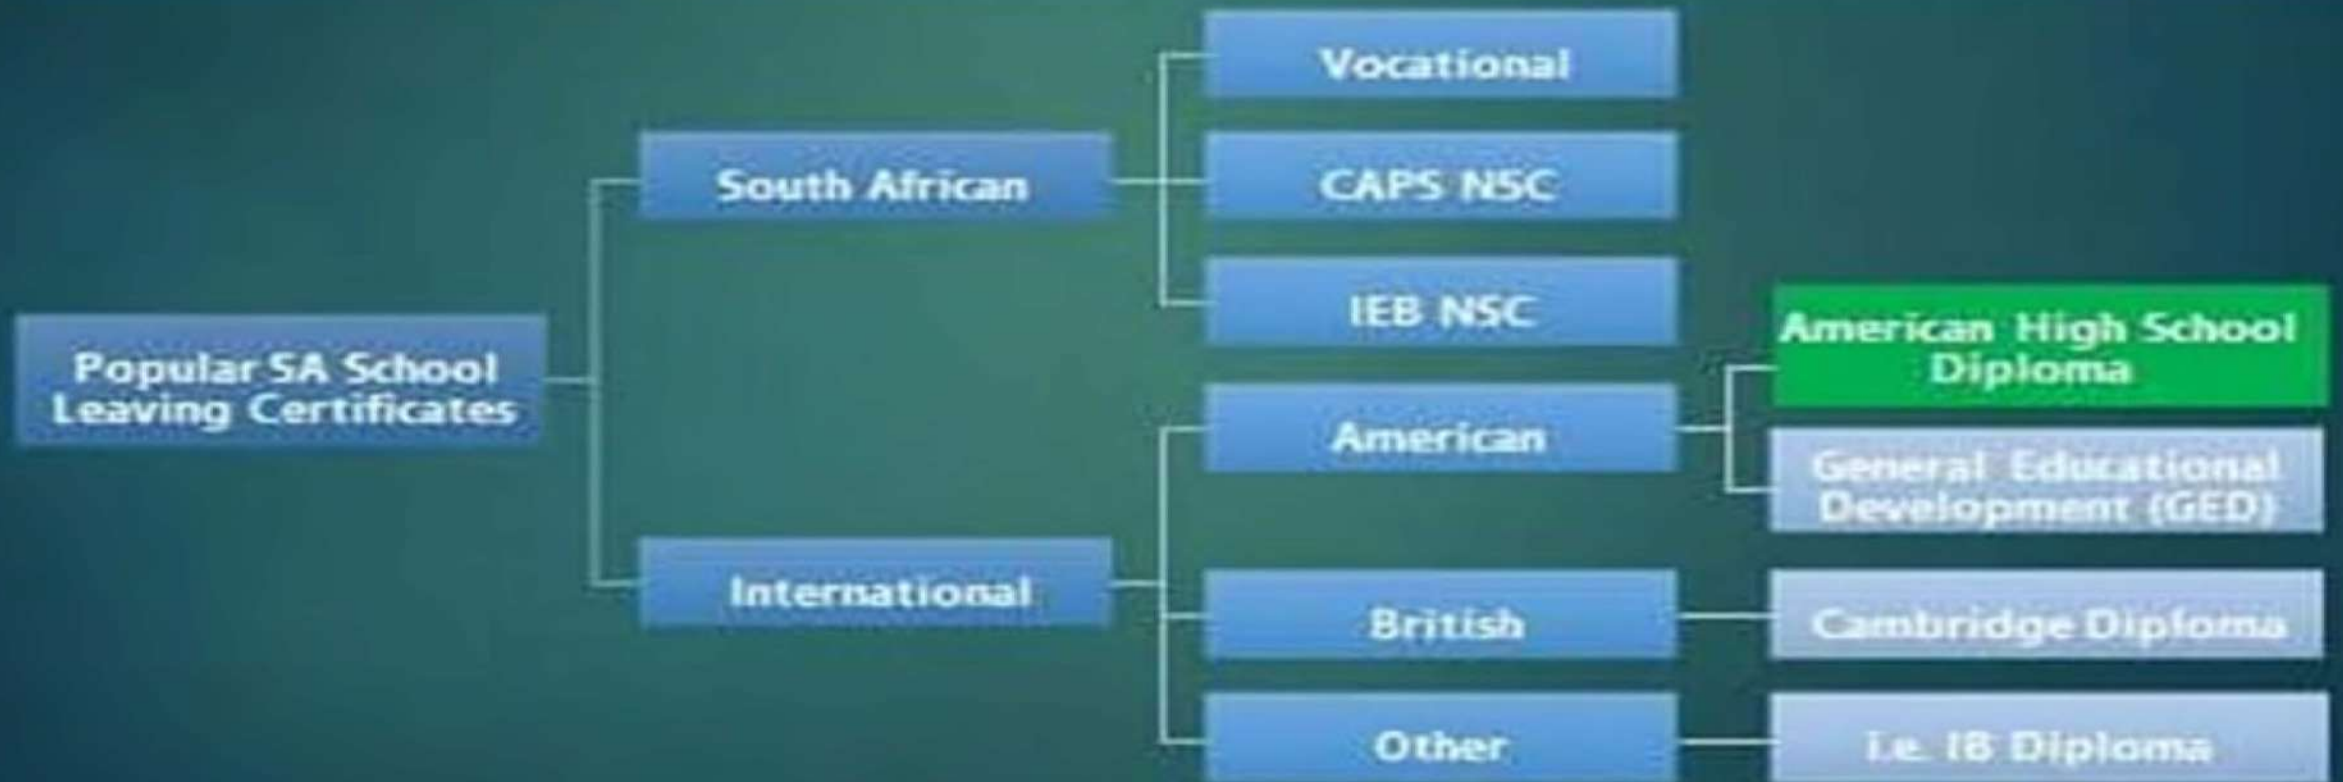 Popular SA School
Leaving Certificates
South African
Vocational
CAPS NSC
IEB NSC
International
American
American High School
Diploma
General Educational
Development (GED)
British
Cambridge Diploma
Other
i.e. IB Diploma